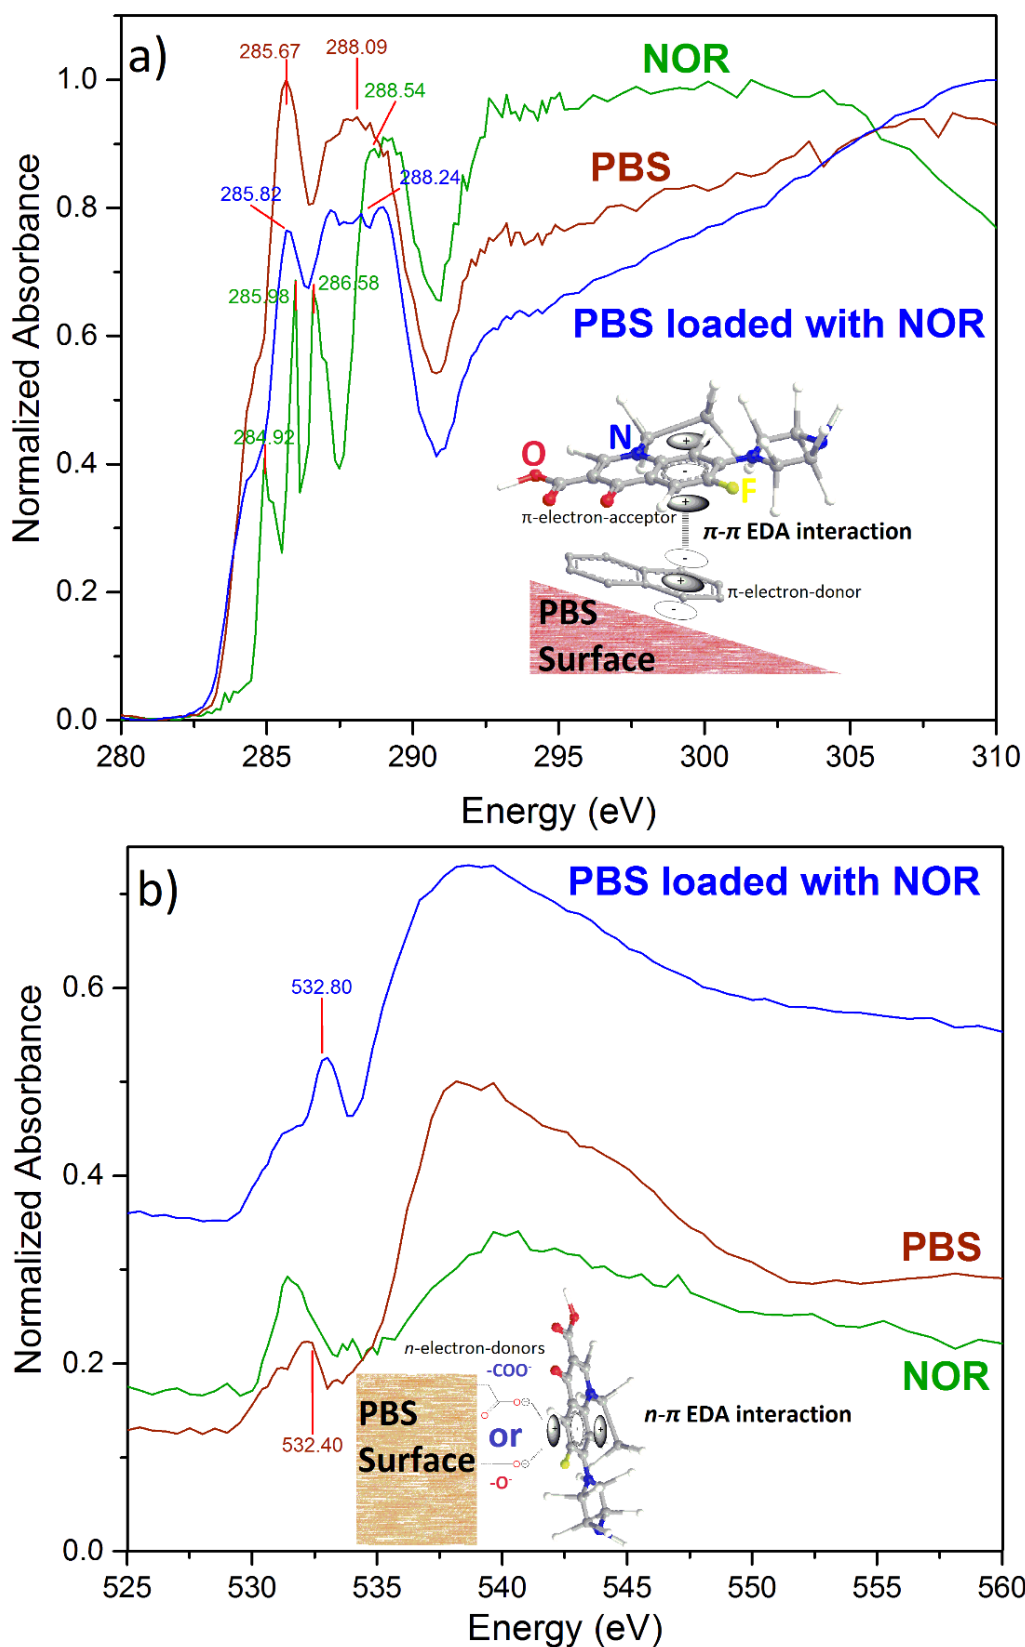 a)
285.67
288.09
288.54
NOR
PBS
285.82
288.24
285.98
286.58
284.92
PBS loaded with NOR
N
O
F
π-electron-acceptor
π-π EDA interaction
π-electron-donor
PBS
Surface
+
-
+
-
+
-
Normalized Absorbance
1.0
0.8
0.6
0.4
0.2
0.0
280
285
290
295
300
305
310
Energy (eV)
b)
PBS loaded with NOR
532.80
PBS
NOR
532.40
n-electron-donors
-COO-
PBS
Surface
or
-O-
n-π EDA interaction
+
+
Normalized Absorbance
0.6
0.4
0.2
0.0
525
530
535
540
545
550
555
560
Energy (eV)